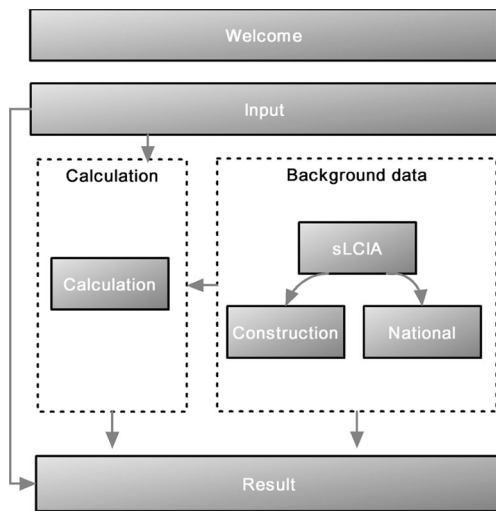 Welcome
Input
Calculation
Background data
sLCIA
Calculation
Construction
National
Result